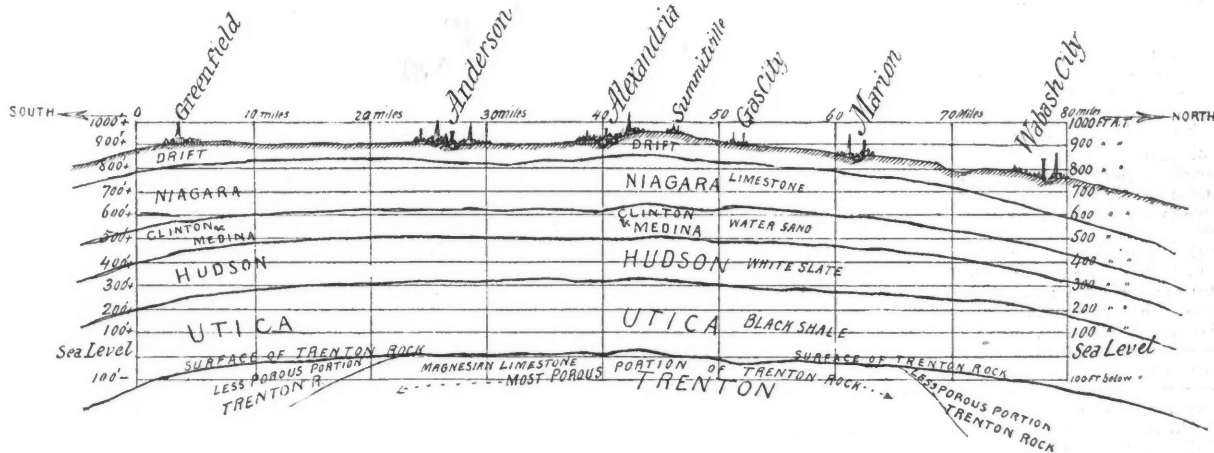 Greenfield
Anderson
Alexandria
Summitville
Gas City
Marion
Wabash City
SOUTH 0 10 miles 20 miles 30 miles 40 50 60 70 Miles 80 miles NORTH
1000'+ 1000 FT A.T.
900'+ DRIFT DRIFT 900 " "
800'+ 800 " "
700'+ NIAGARA NIAGARA LIMESTONE 700 " "
600'+ 600 " "
500'+ CLINTON & MEDINA CLINTON & MEDINA WATER SAND 500 " "
400'+ HUDSON HUDSON WHITE SLATE 400 " "
300'+ 300 " "
200'+ 200 " "
100'+ UTICA UTICA BLACK SHALE 100 " "
Sea Level Sea Level
SURFACE OF TRENTON ROCK SURFACE OF TRENTON ROCK
100'- 100 FT below "
LESS POROUS PORTION
TRENTON R.
MAGNESIAN LIMESTONE PORTION OF TRENTON ROCK
MOST POROUS
TRENTON
LESS POROUS PORTION
TRENTON ROCK